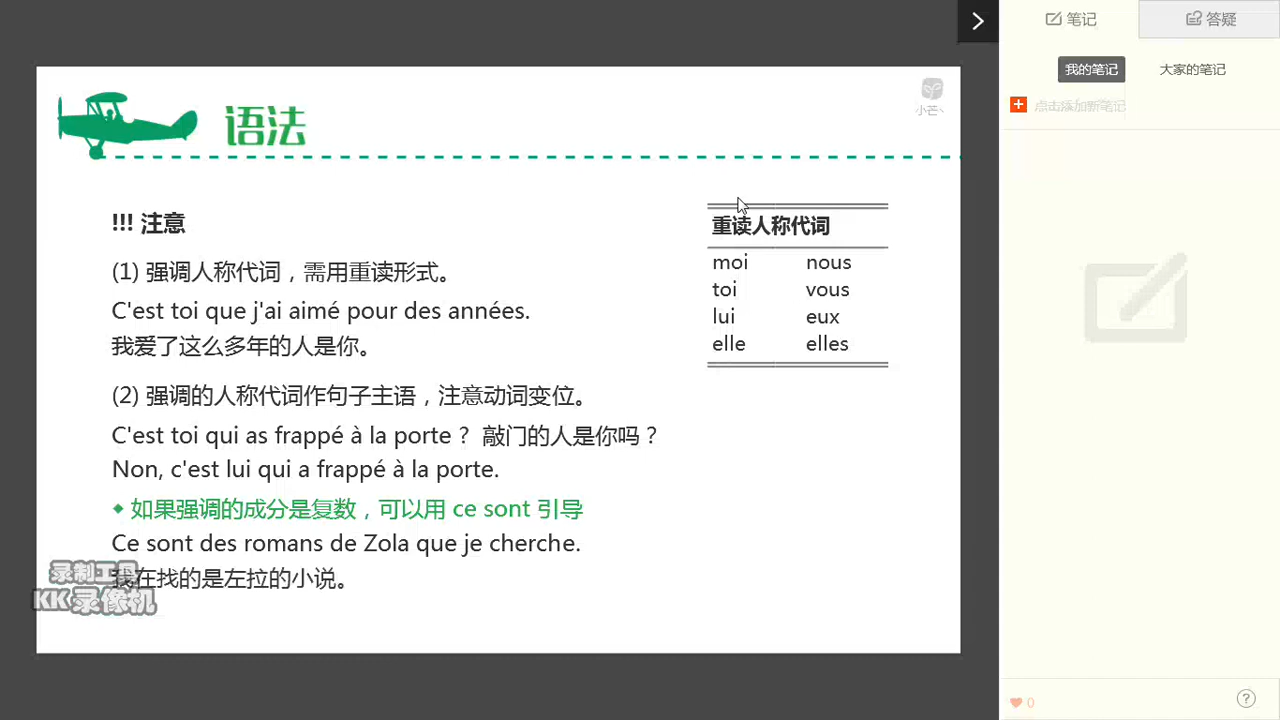 语法
小芒丶
!!! 注意
(1) 强调人称代词，需用重读形式。
C'est toi que j'ai aimé pour des années.
我爱了这么多年的人是你。
(2) 强调的人称代词作句子主语，注意动词变位。
C'est toi qui as frappé à la porte？ 敲门的人是你吗？
Non, c'est lui qui a frappé à la porte.
◆ 如果强调的成分是复数，可以用 ce sont 引导
Ce sont des romans de Zola que je cherche.
我在找的是左拉的小说。
录制工具
KK录像机
重读人称代词
moi nous
toi vous
lui eux
elle elles
笔记
答疑
我的笔记
大家的笔记
点击添加新笔记
0
?